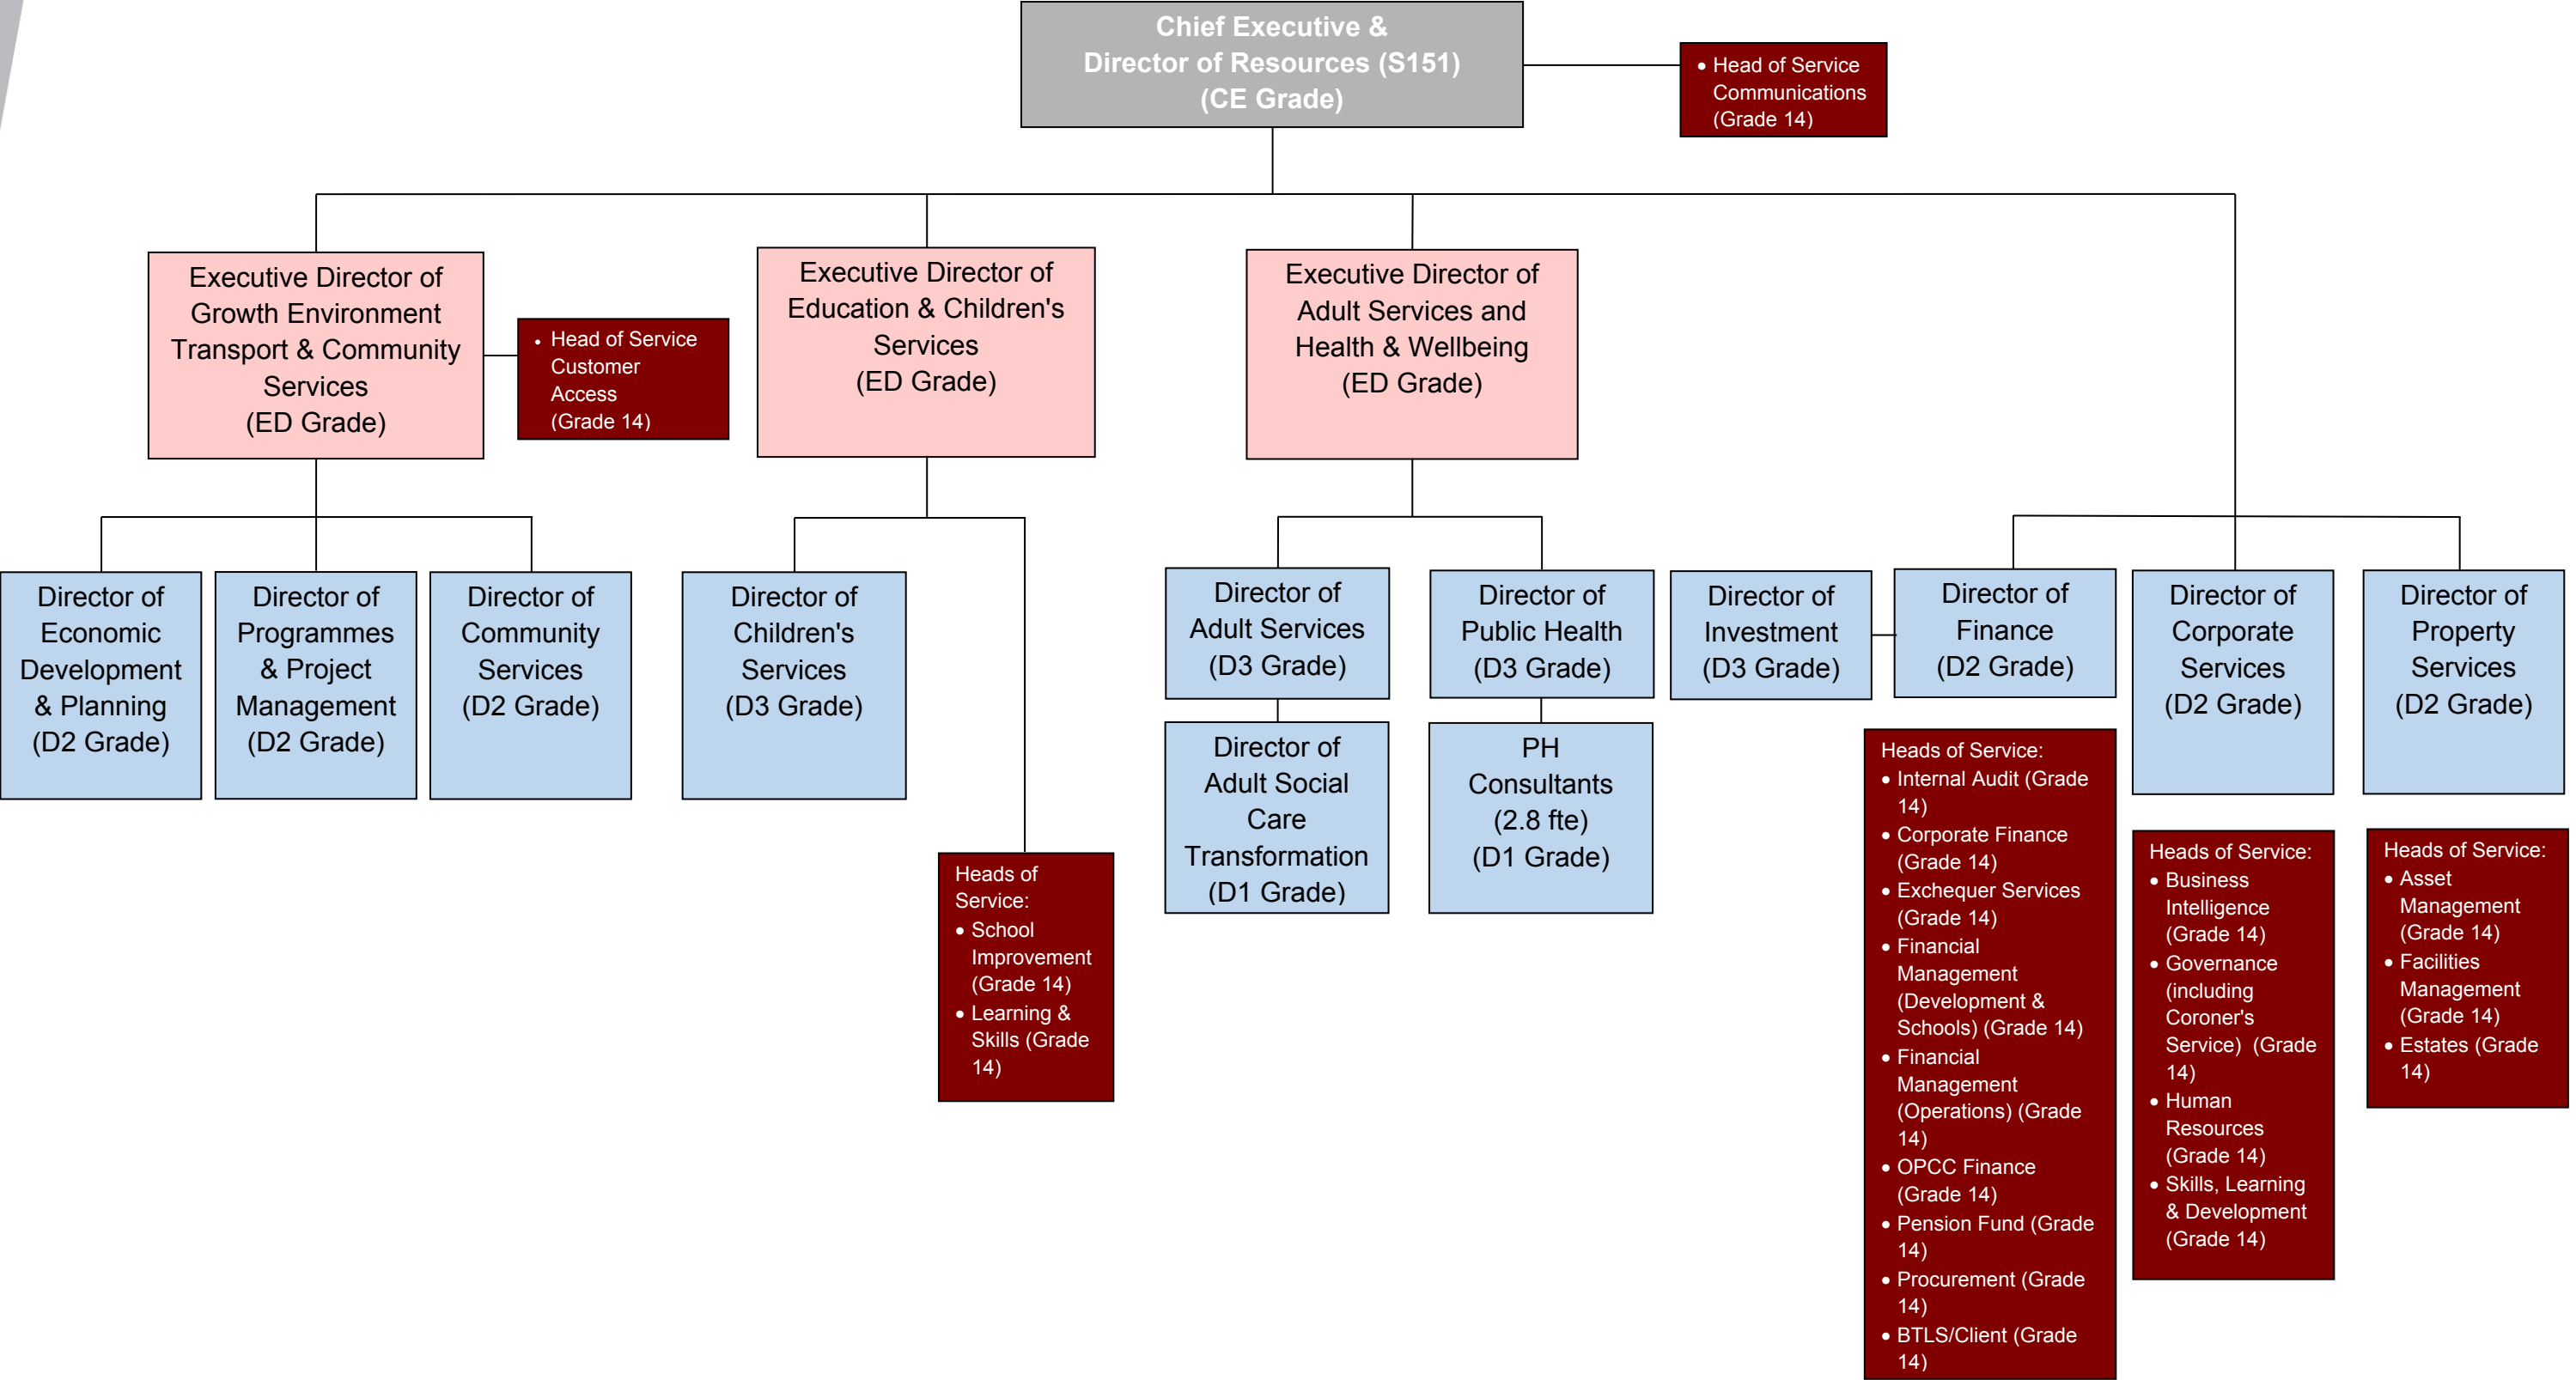 Chief Executive &
Director of Resources (S151)
(CE Grade)
• Head of Service
Communications
(Grade 14)
Executive Director of
Growth Environment
Transport & Community
Services
(ED Grade)
• Head of Service
Customer
Access
(Grade 14)
Executive Director of
Education & Children's
Services
(ED Grade)
Executive Director of
Adult Services and
Health & Wellbeing
(ED Grade)
Director of
Economic
Development
& Planning
(D2 Grade)
Director of
Programmes
& Project
Management
(D2 Grade)
Director of
Community
Services
(D2 Grade)
Director of
Children's
Services
(D3 Grade)
Director of
Adult Services
(D3 Grade)
Director of
Public Health
(D3 Grade)
Director of
Investment
(D3 Grade)
Director of
Finance
(D2 Grade)
Director of
Corporate
Services
(D2 Grade)
Director of
Property
Services
(D2 Grade)
Director of
Adult Social
Care
Transformation
(D1 Grade)
PH
Consultants
(2.8 fte)
(D1 Grade)
Heads of
Service:
• School
Improvement
(Grade 14)
• Learning &
Skills (Grade
14)
Heads of Service:
• Internal Audit (Grade
14)
• Corporate Finance
(Grade 14)
• Exchequer Services
(Grade 14)
• Financial
Management
(Development &
Schools) (Grade 14)
• Financial
Management
(Operations) (Grade
14)
• OPCC Finance
(Grade 14)
• Pension Fund (Grade
14)
• Procurement (Grade
14)
• BTLS/Client (Grade
14)
Heads of Service:
• Business
Intelligence
(Grade 14)
• Governance
(including
Coroner's
Service)  (Grade
14)
• Human
Resources
(Grade 14)
• Skills, Learning
& Development
(Grade 14)
Heads of Service:
• Asset
Management
(Grade 14)
• Facilities
Management
(Grade 14)
• Estates (Grade
14)